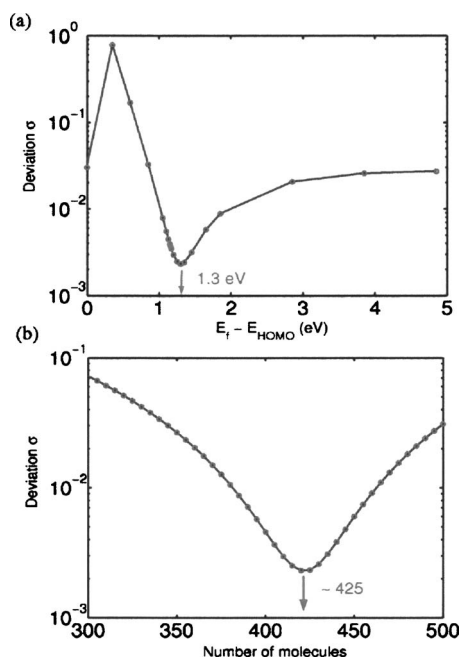 (a)
10^0
10^-1
10^-2
10^-3
Deviation σ
1.3 eV
0 1 2 3 4 5
E_f – E_HOMO (eV)
(b)
10^-1
10^-2
10^-3
Deviation σ
~ 425
300 350 400 450 500
Number of molecules